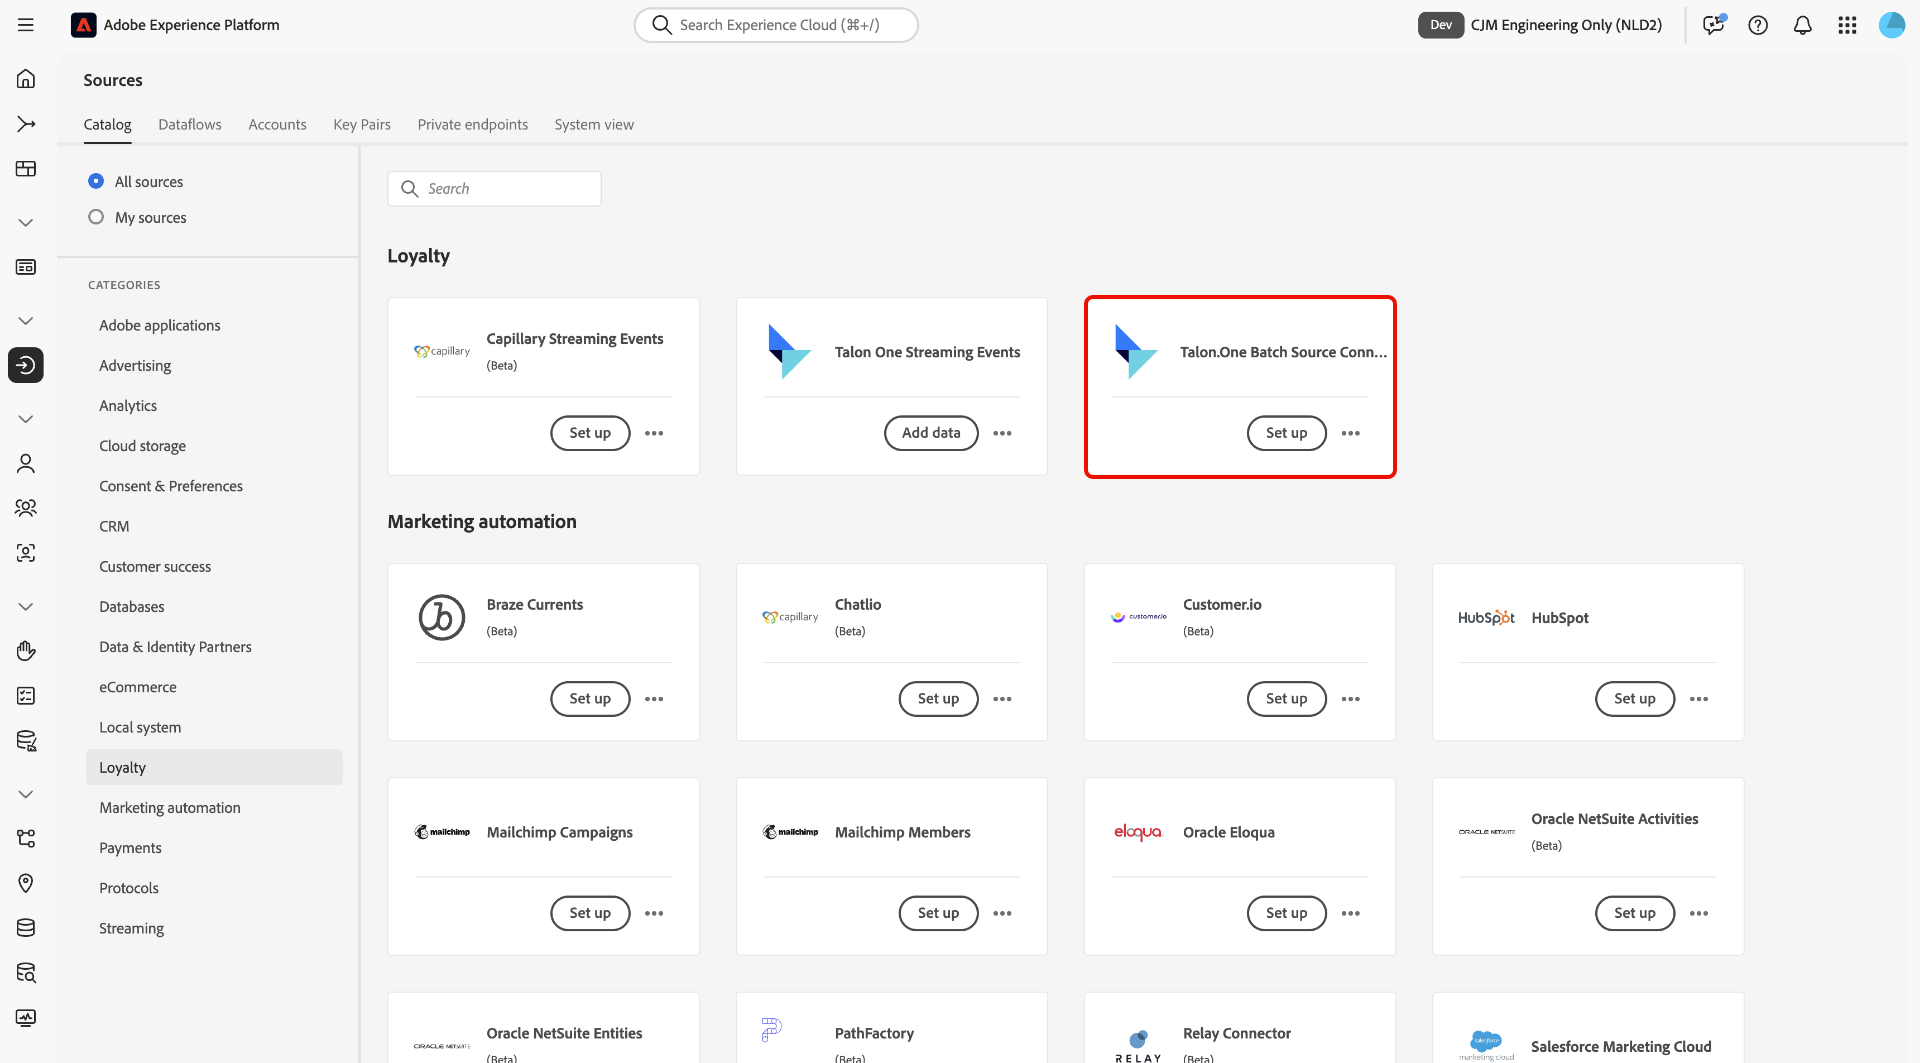 Adobe Experience Platform
Search Experience Cloud (⌘+/)
Dev
CJM Engineering Only (NLD2)
Sources
Catalog
Dataflows
Accounts
Key Pairs
Private endpoints
System view
All sources
My sources
CATEGORIES
Adobe applications
Advertising
Analytics
Cloud storage
Consent & Preferences
CRM
Customer success
Databases
Data & Identity Partners
eCommerce
Local system
Loyalty
Marketing automation
Payments
Protocols
Streaming
Search
Loyalty
capillary
Capillary Streaming Events
(Beta)
Set up
Talon One Streaming Events
Add data
Talon.One Batch Source Conn...
Set up
Marketing automation
Braze Currents
(Beta)
Set up
capillary
Chatlio
(Beta)
Set up
customer.io
Customer.io
(Beta)
Set up
HubSpot
HubSpot
Set up
mailchimp
Mailchimp Campaigns
Set up
mailchimp
Mailchimp Members
Set up
eloqua
Oracle Eloqua
Set up
ORACLE NETSUITE
Oracle NetSuite Activities
(Beta)
Set up
ORACLE NETSUITE
Oracle NetSuite Entities
(Beta)
PathFactory
(Beta)
RELAY
Relay Connector
(Beta)
salesforce
marketing cloud
Salesforce Marketing Cloud